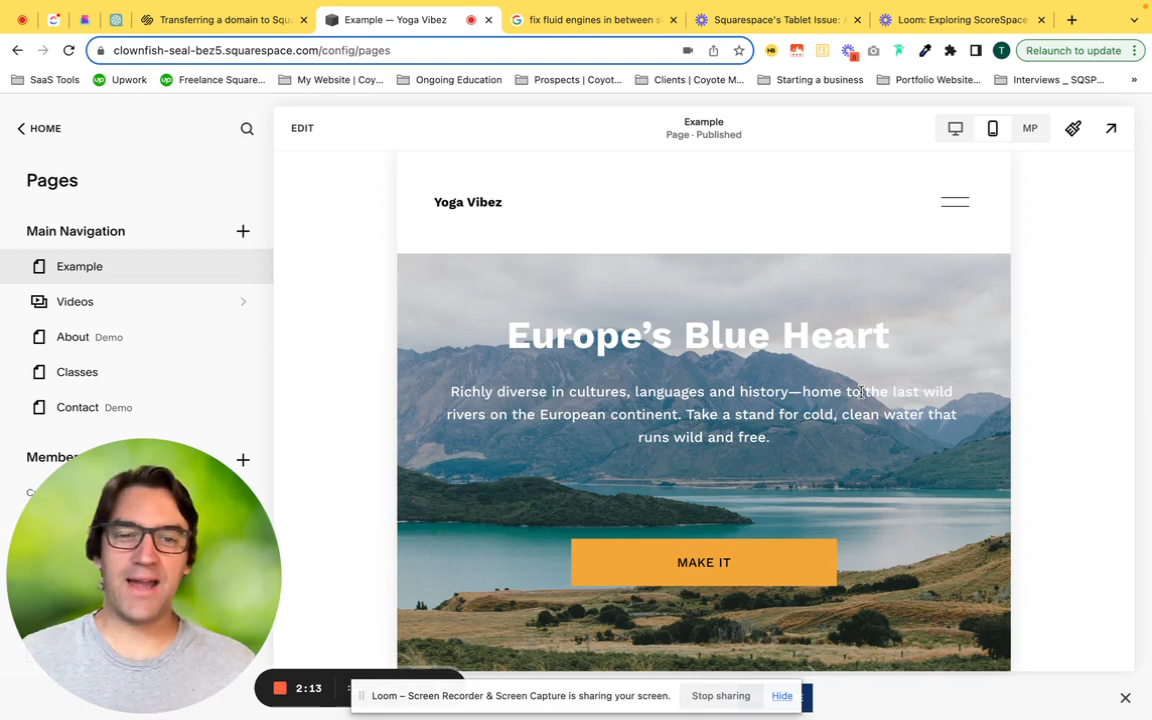 Transferring a domain to Squa
Example — Yoga Vibez
fix fluid engines in between s
Squarespace's Tablet Issue: A
Loom: Exploring ScoreSpace
clownfish-seal-bez5.squarespace.com/config/pages
T
Relaunch to update
SaaS Tools
Upwork
Freelance Square...
My Website | Coy...
Ongoing Education
Prospects | Coyot...
Clients | Coyote M...
Starting a business
Portfolio Website...
Interviews _ SQSP...
»
HOME
EDIT
Example
Page · Published
MP
Pages
Main Navigation
Example
Videos
About Demo
Classes
Contact Demo
Member
Yoga Vibez
Europe's Blue Heart
Richly diverse in cultures, languages and history—home to the last wild
rivers on the European continent. Take a stand for cold, clean water that
runs wild and free.
MAKE IT
2:13
Loom – Screen Recorder & Screen Capture is sharing your screen.
Stop sharing
Hide